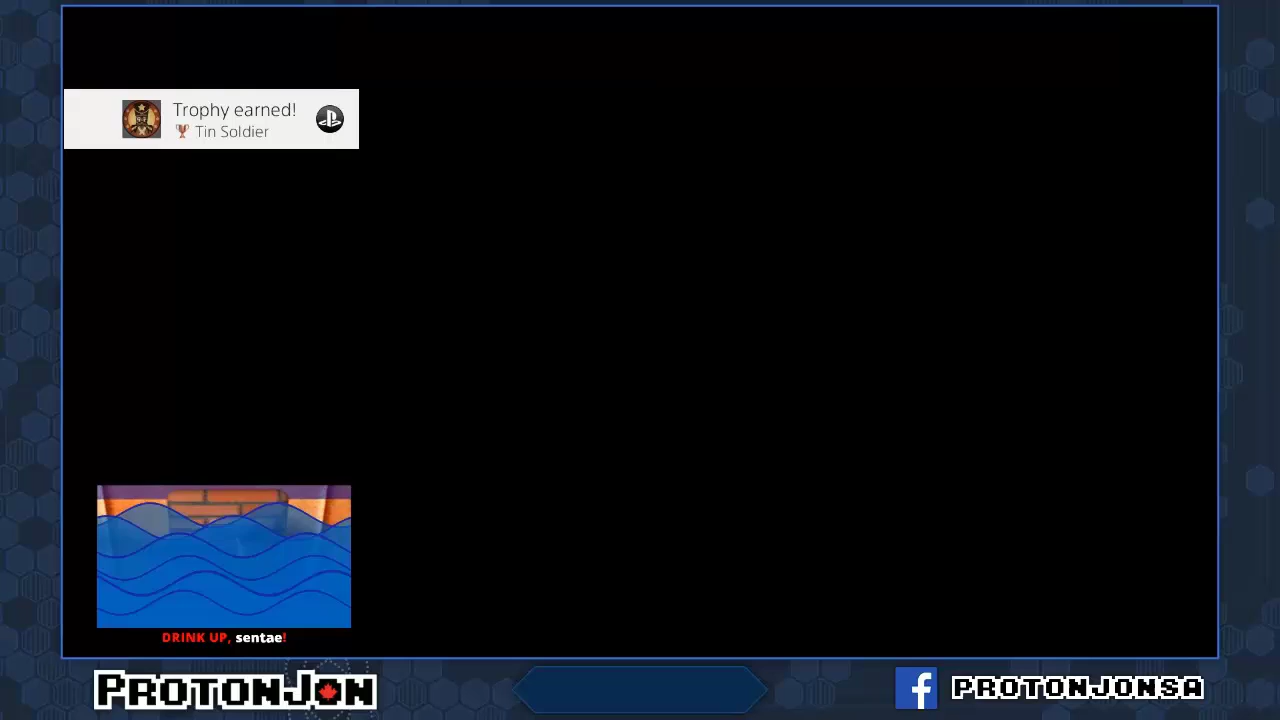 Trophy earned!
Tin Soldier
DRINK UP, sentae!
PROTONJON
PROTONJONSA